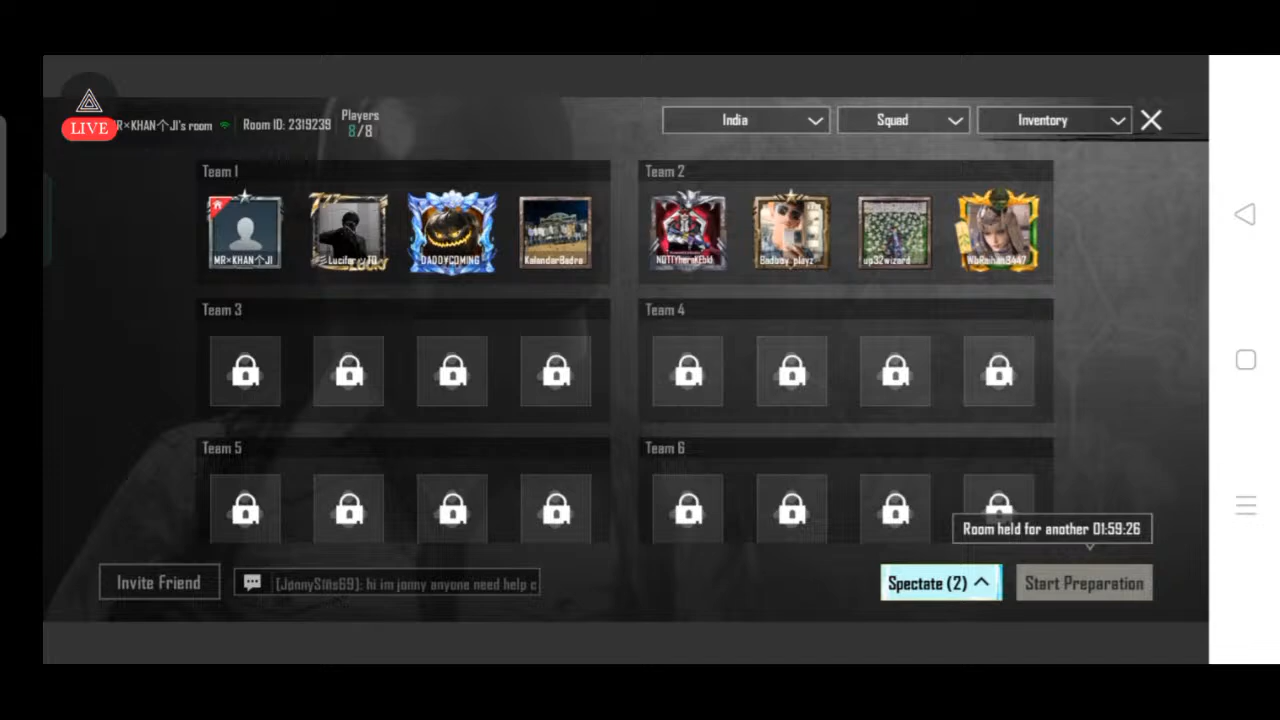 LIVE
R×KHAN个JI's room
Room ID: 2319239
Players
8/8
India
Squad
Inventory
Team 1
Team 2
MR×KHAN个JI
DADDYCOMING
KalandarBadra
Badboy playz
up32wizard
Team 3
Team 4
Team 5
Team 6
Room held for another 01:59:26
Invite Friend
hi im jonny anyone need help c
Spectate (2)
Start Preparation